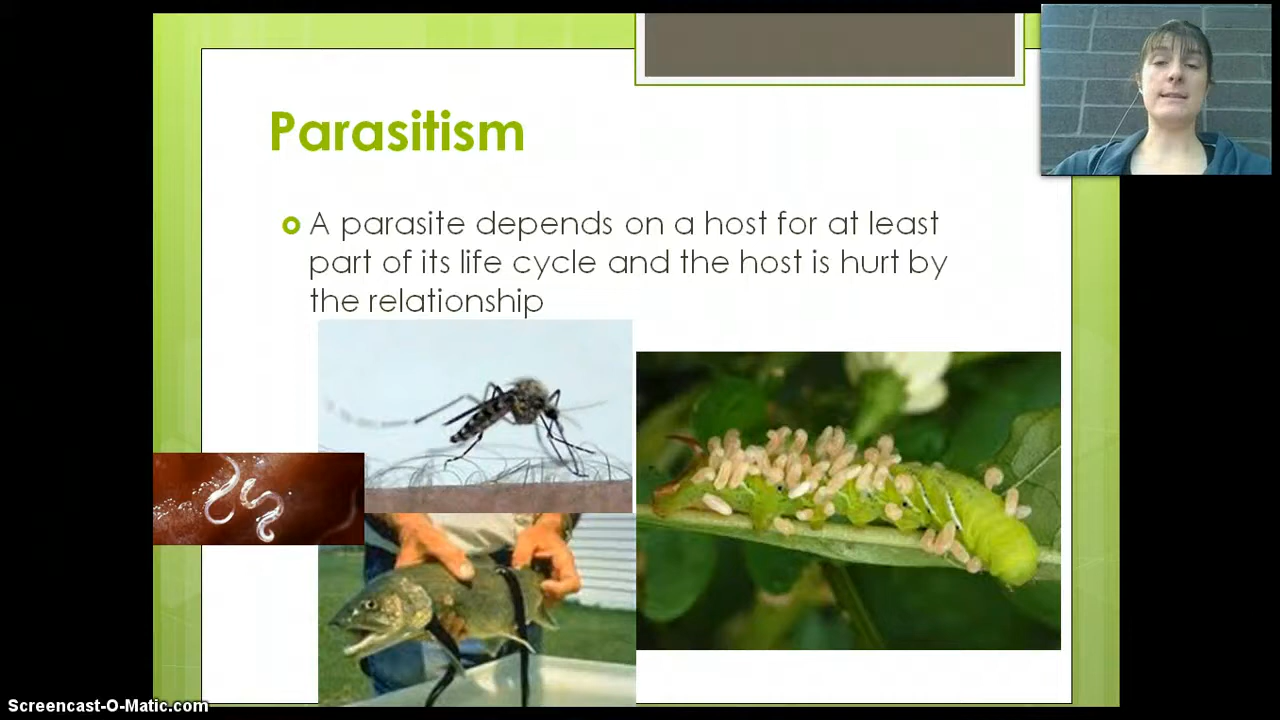 Parasitism
A parasite depends on a host for at least
part of its life cycle and the host is hurt by
the relationship
Screencast-O-Matic.com